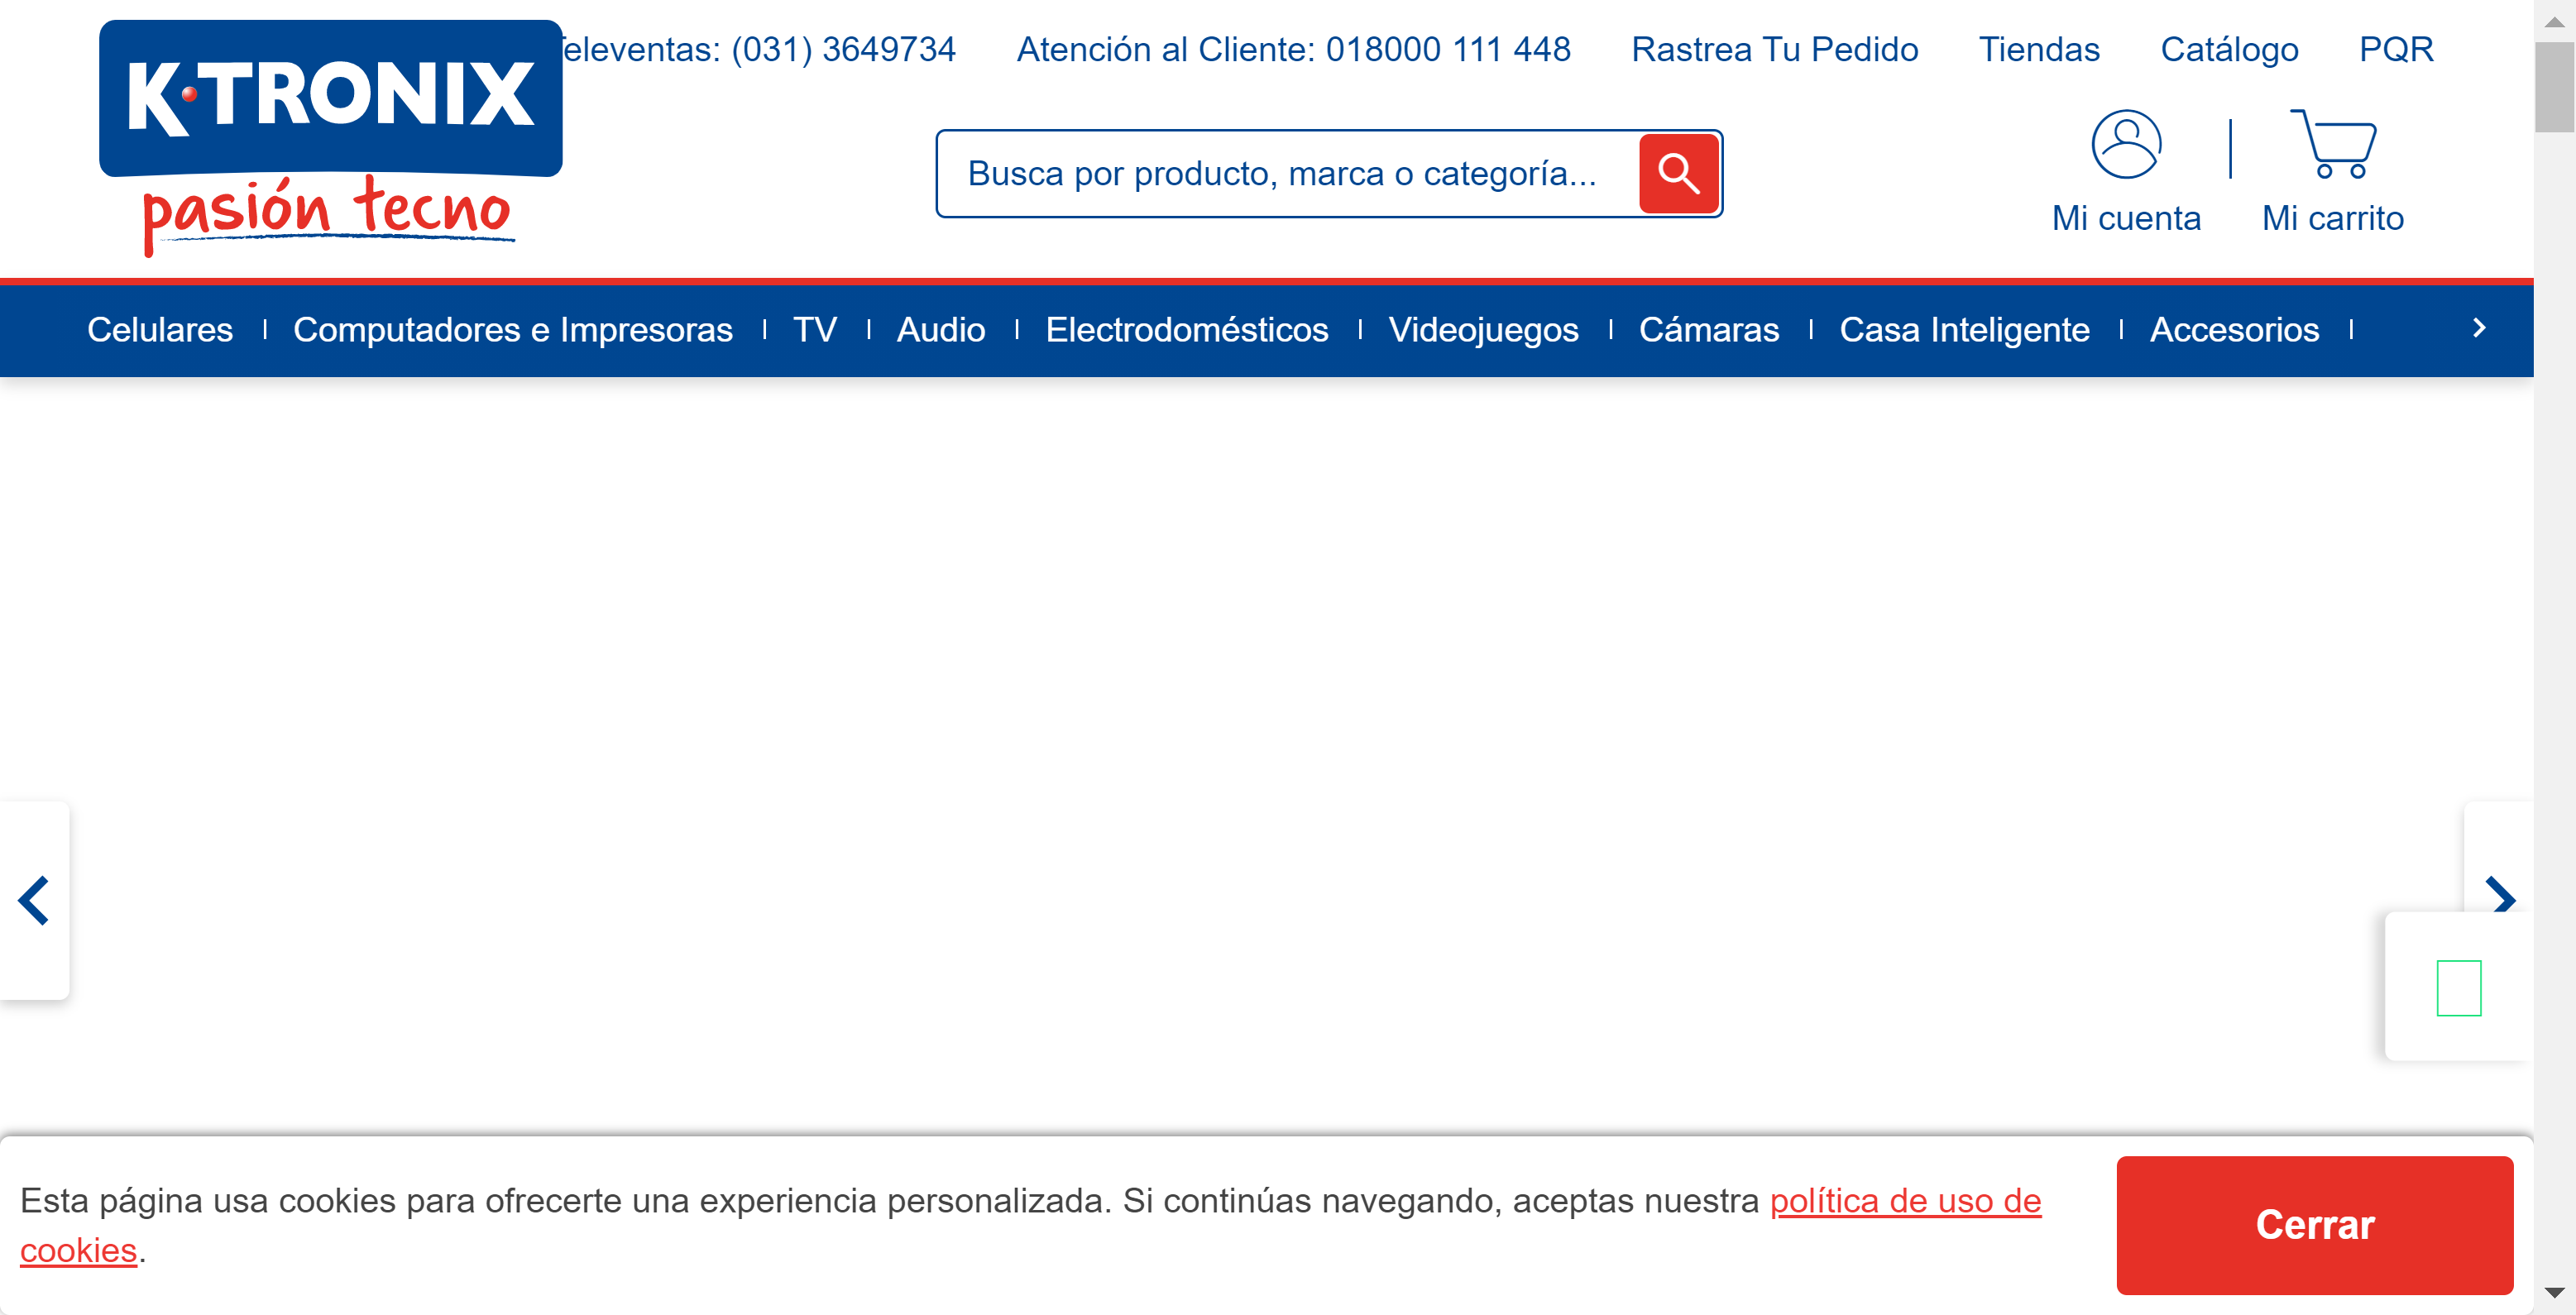 K·TRONIX
pasión tecno
Televentas: (031) 3649734 Atención al Cliente: 018000 111 448 Rastrea Tu Pedido Tiendas Catálogo PQR
Busca por producto, marca o categoría...
Mi cuenta Mi carrito
Celulares Computadores e Impresoras TV Audio Electrodomésticos Videojuegos Cámaras Casa Inteligente Accesorios
Esta página usa cookies para ofrecerte una experiencia personalizada. Si continúas navegando, aceptas nuestra política de uso de
cookies.
Cerrar